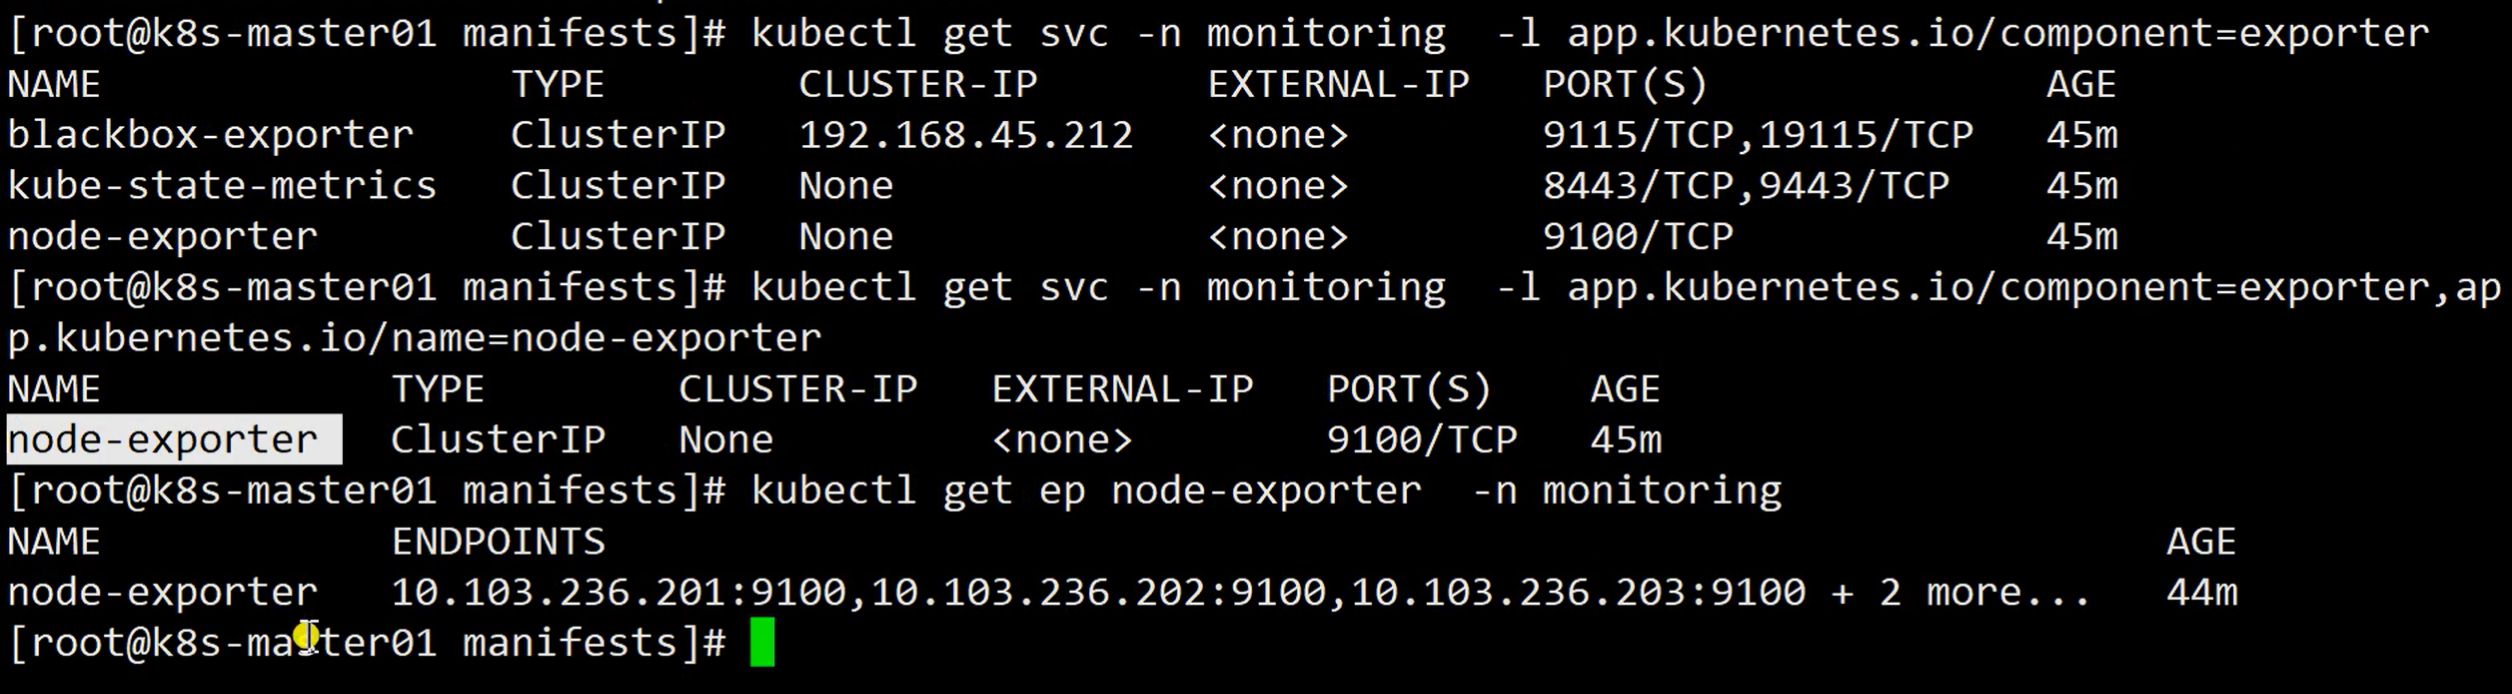 [root@k8s-master01 manifests]# kubectl get svc -n monitoring  -l app.kubernetes.io/component=exporter
NAME                 TYPE        CLUSTER-IP       EXTERNAL-IP   PORT(S)              AGE
blackbox-exporter    ClusterIP   192.168.45.212   <none>        9115/TCP,19115/TCP   45m
kube-state-metrics   ClusterIP   None             <none>        8443/TCP,9443/TCP    45m
node-exporter        ClusterIP   None             <none>        9100/TCP             45m
[root@k8s-master01 manifests]# kubectl get svc -n monitoring  -l app.kubernetes.io/component=exporter,ap
p.kubernetes.io/name=node-exporter
NAME            TYPE        CLUSTER-IP   EXTERNAL-IP   PORT(S)    AGE
node-exporter   ClusterIP   None         <none>        9100/TCP   45m
[root@k8s-master01 manifests]# kubectl get ep node-exporter  -n monitoring
NAME            ENDPOINTS                                                                 AGE
node-exporter   10.103.236.201:9100,10.103.236.202:9100,10.103.236.203:9100 + 2 more...   44m
[root@k8s-master01 manifests]#